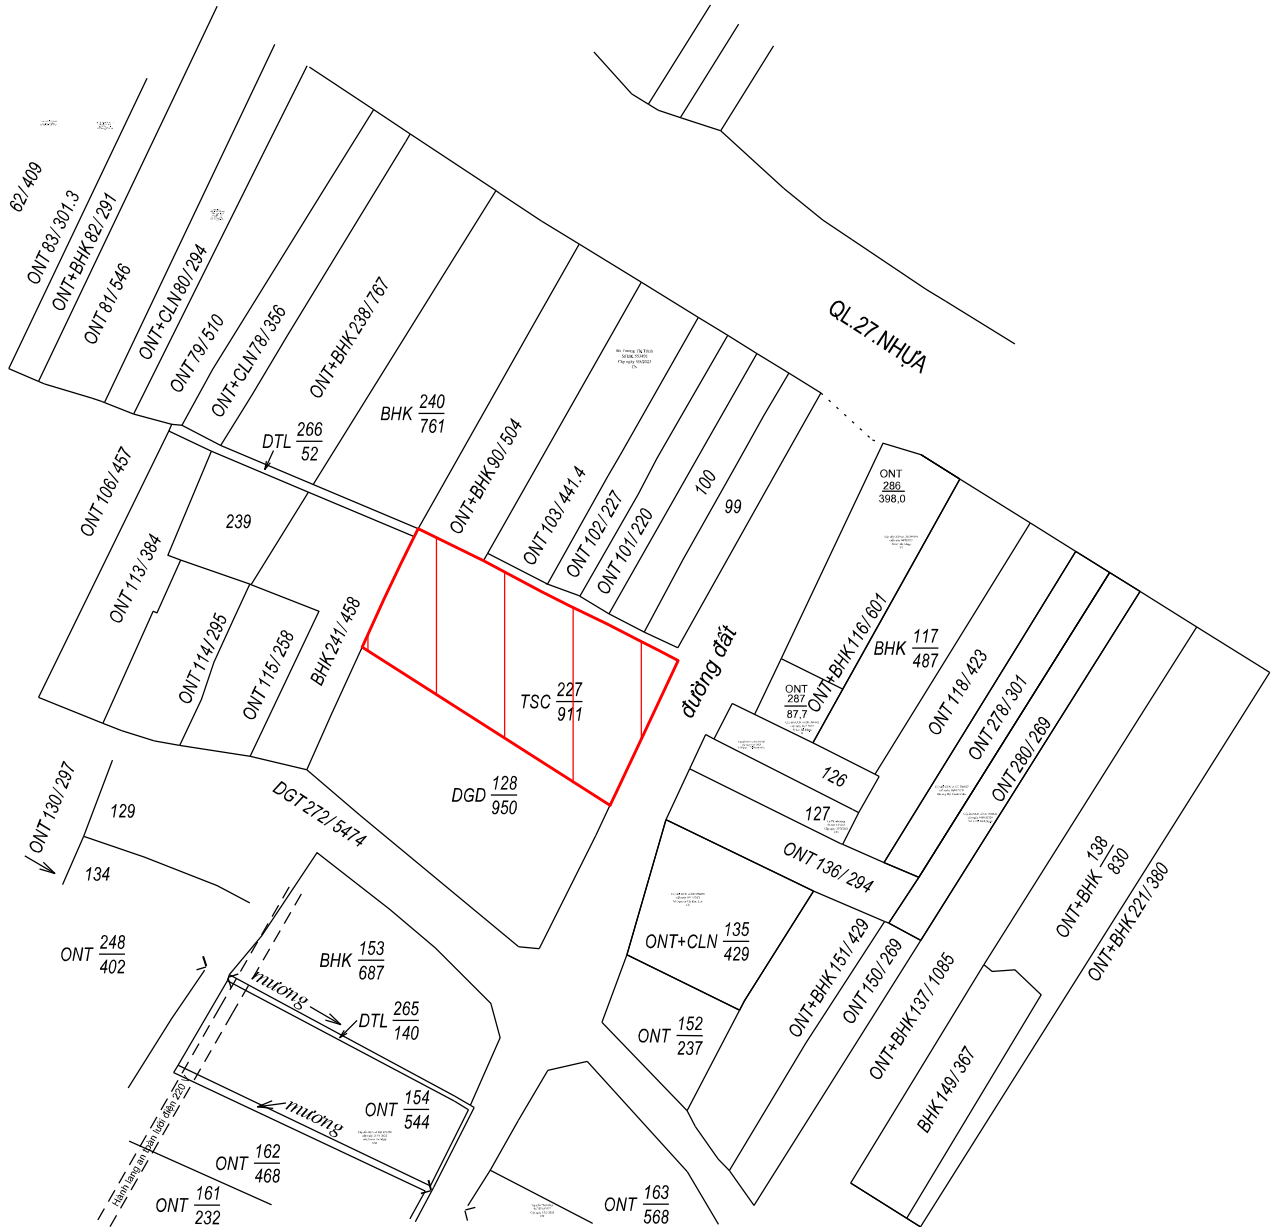 62/409
ONT 83/301.3
ONT+BHK 82/291
ONT 81/546
ONT+CLN 80/294
ONT 79/510
ONT+CLN 78/356
ONT+BHK 238/767
DTL 266/52
BHK 240/761
ONT+BHK 90/504
ONT 103/441.4
ONT 102/227
ONT 101/220
100
99
QL.27.NHỰA
ONT 286/398,0
ONT 106/457
ONT 113/384
239
ONT 114/295
ONT 115/258
BHK 241/458
TSC 227/911
đường đất
ONT 287/87,7
ONT+BHK 116/601
BHK 117/487
ONT 118/423
ONT 278/301
ONT 280/269
126
127
ONT 136/294
DGD 128/950
DGT 272/5474
ONT 130/297
129
134
ONT 248/402
BHK 153/687
mương
DTL 265/140
ONT 154/544
mương
ONT 162/468
ONT 161/232
Hành lang an toàn lưới điện 220
ONT+CLN 135/429
ONT 152/237
ONT+BHK 151/429
ONT 150/269
ONT+BHK 137/1085
BHK 149/367
ONT+BHK 138/830
ONT+BHK 221/380
ONT 163/568